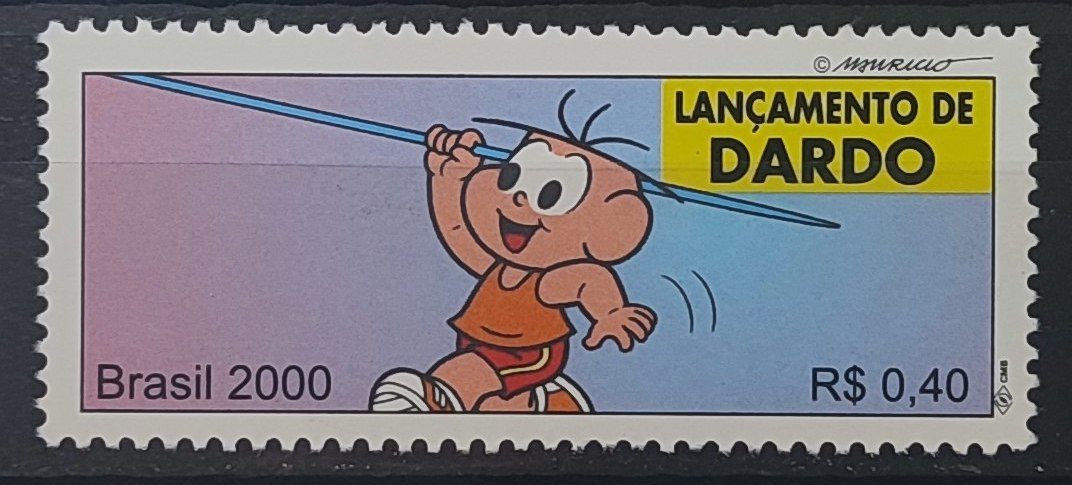 © MAURICIO
LANÇAMENTO DE
DARDO
Brasil 2000
R$ 0,40
CMB